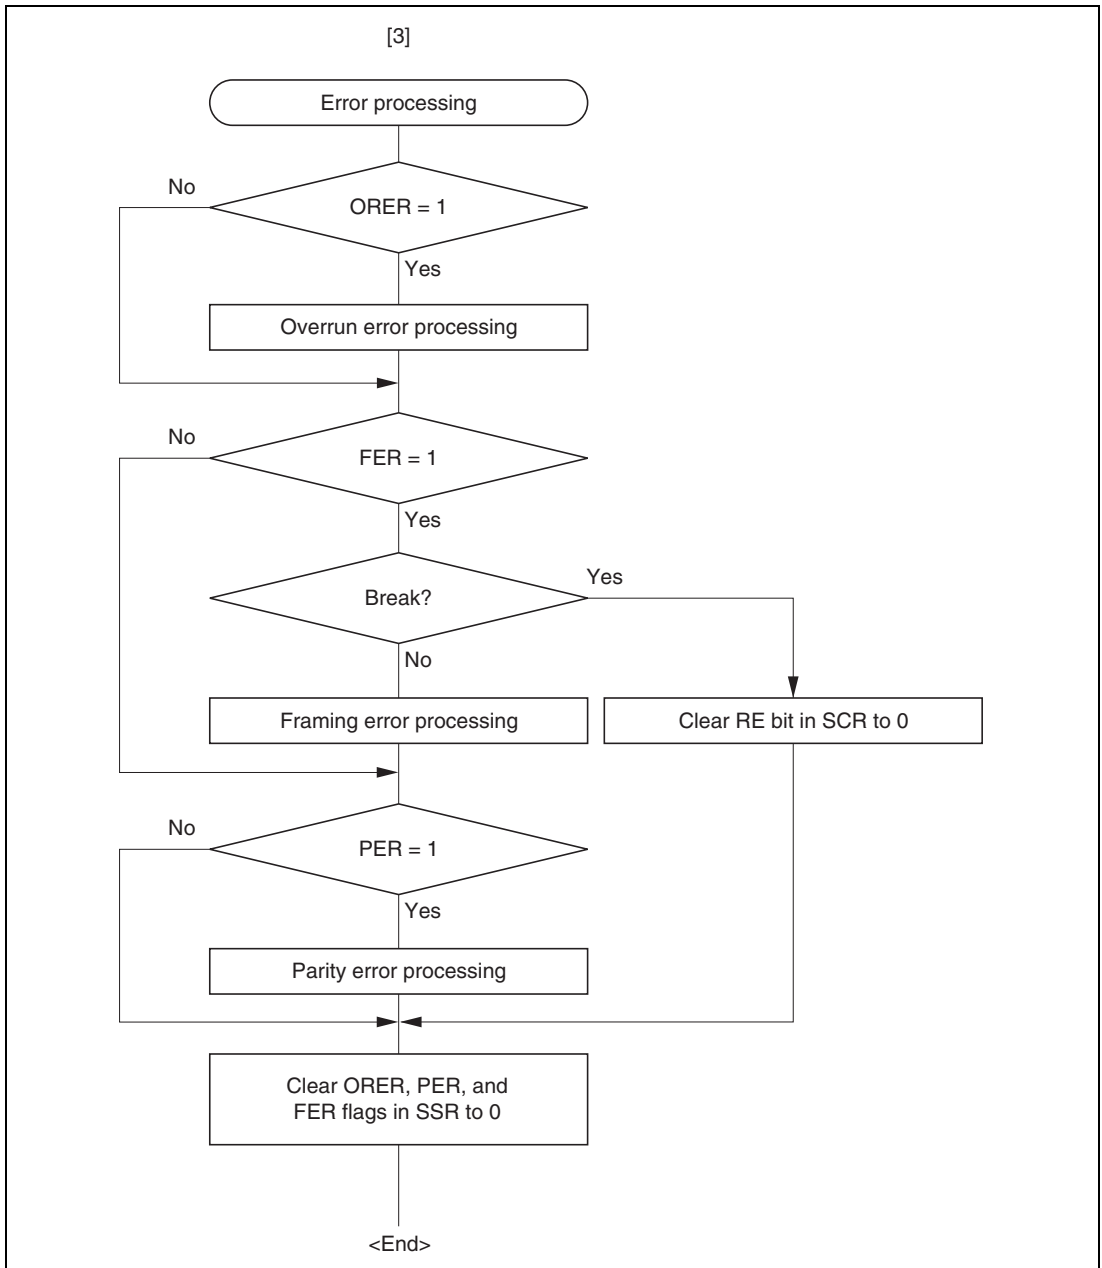 [3]
Error processing
No
ORER = 1
Yes
Overrun error processing
No
FER = 1
Yes
Break?
Yes
No
Framing error processing
Clear RE bit in SCR to 0
No
PER = 1
Yes
Parity error processing
Clear ORER, PER, and
FER flags in SSR to 0
<End>